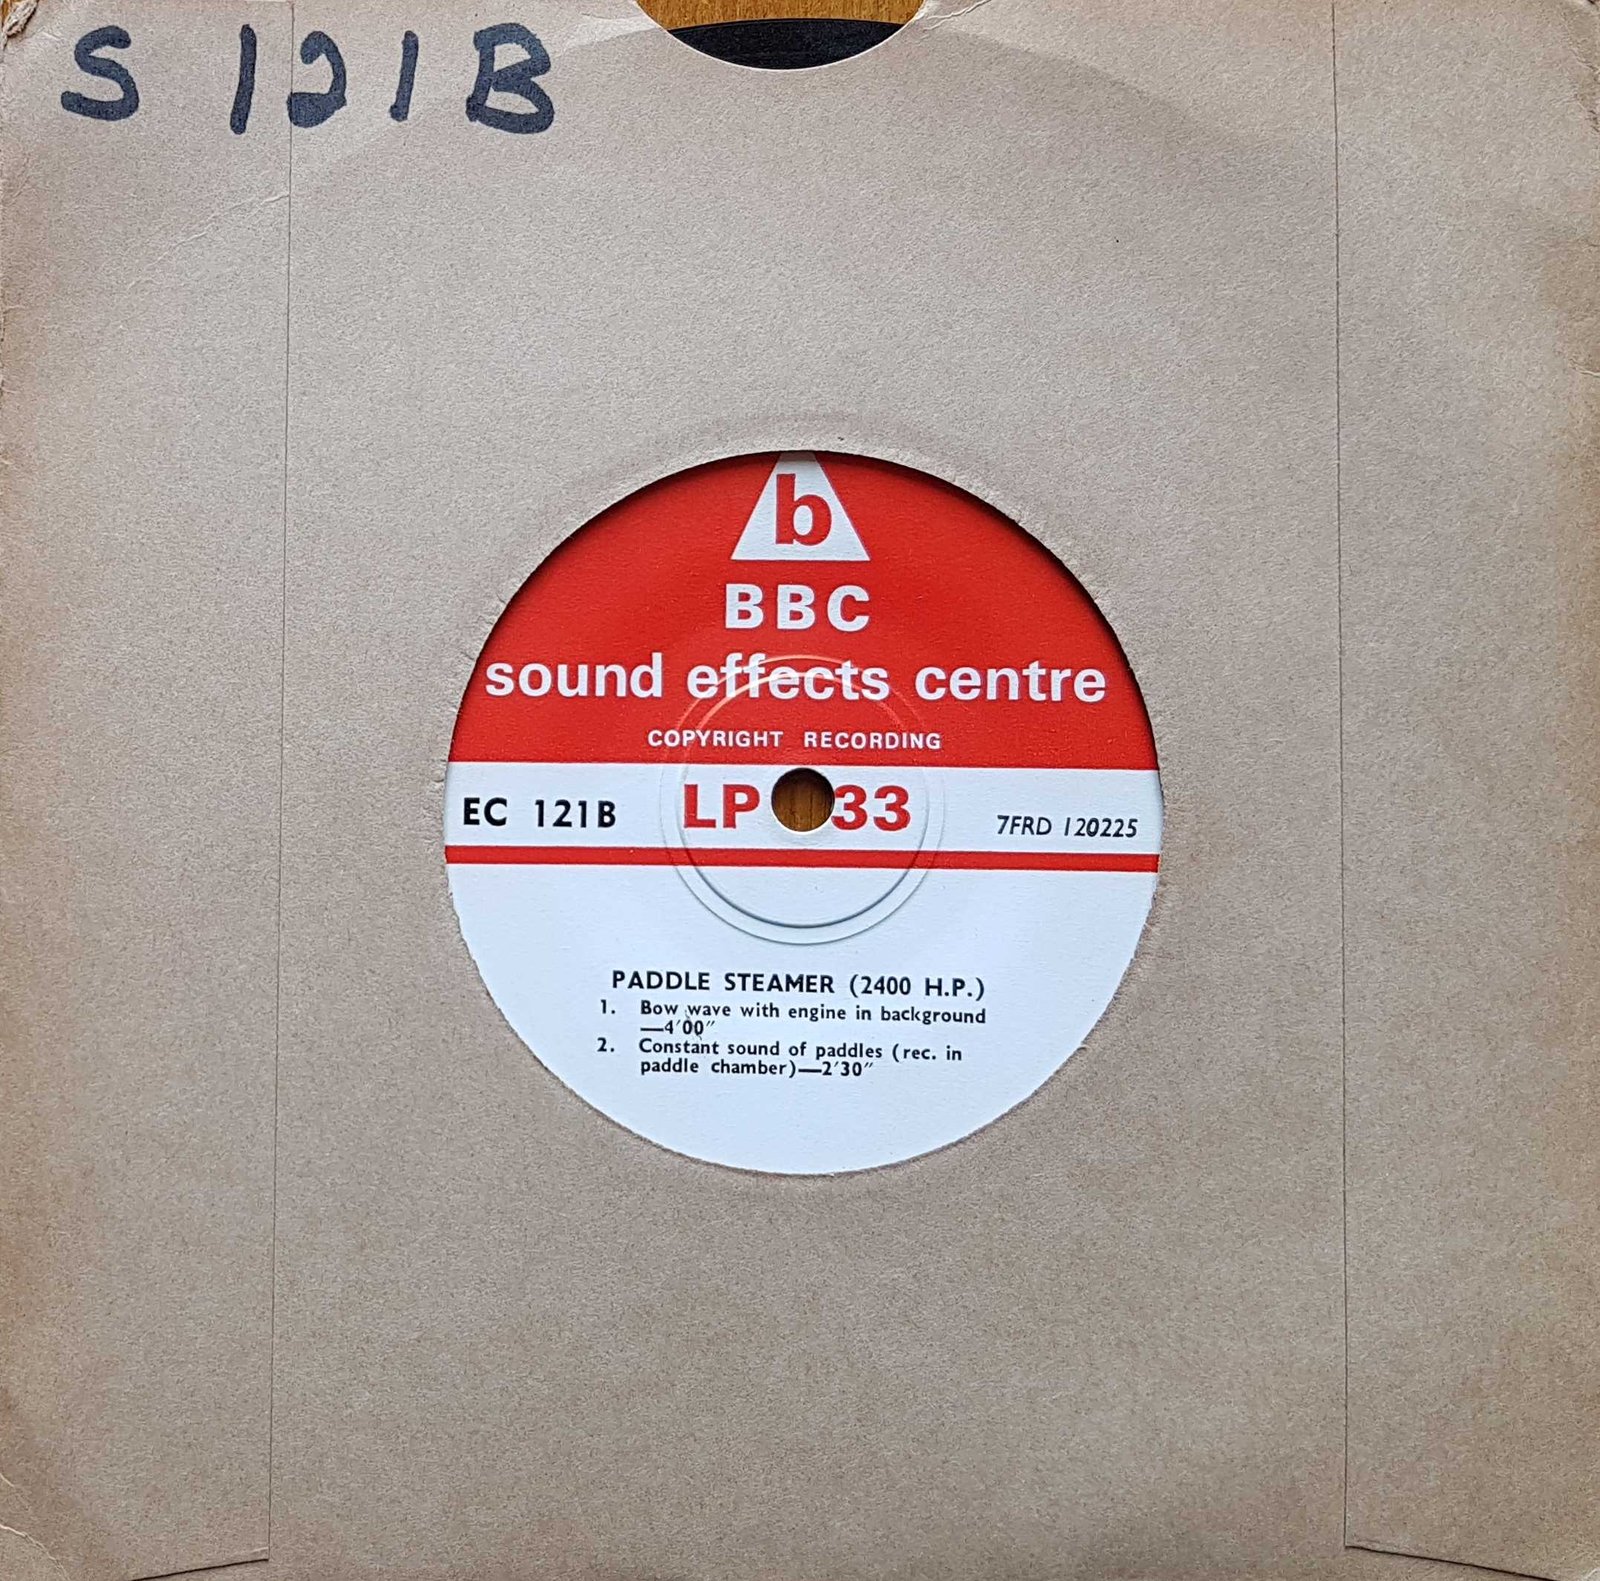 S 121B
b
BBC
sound effects centre
COPYRIGHT RECORDING
EC 121B LP 33 7FRD 120225
PADDLE STEAMER (2400 H.P.)
1. Bow wave with engine in background
—4′00″
2. Constant sound of paddles (rec. in
paddle chamber)—2′30″